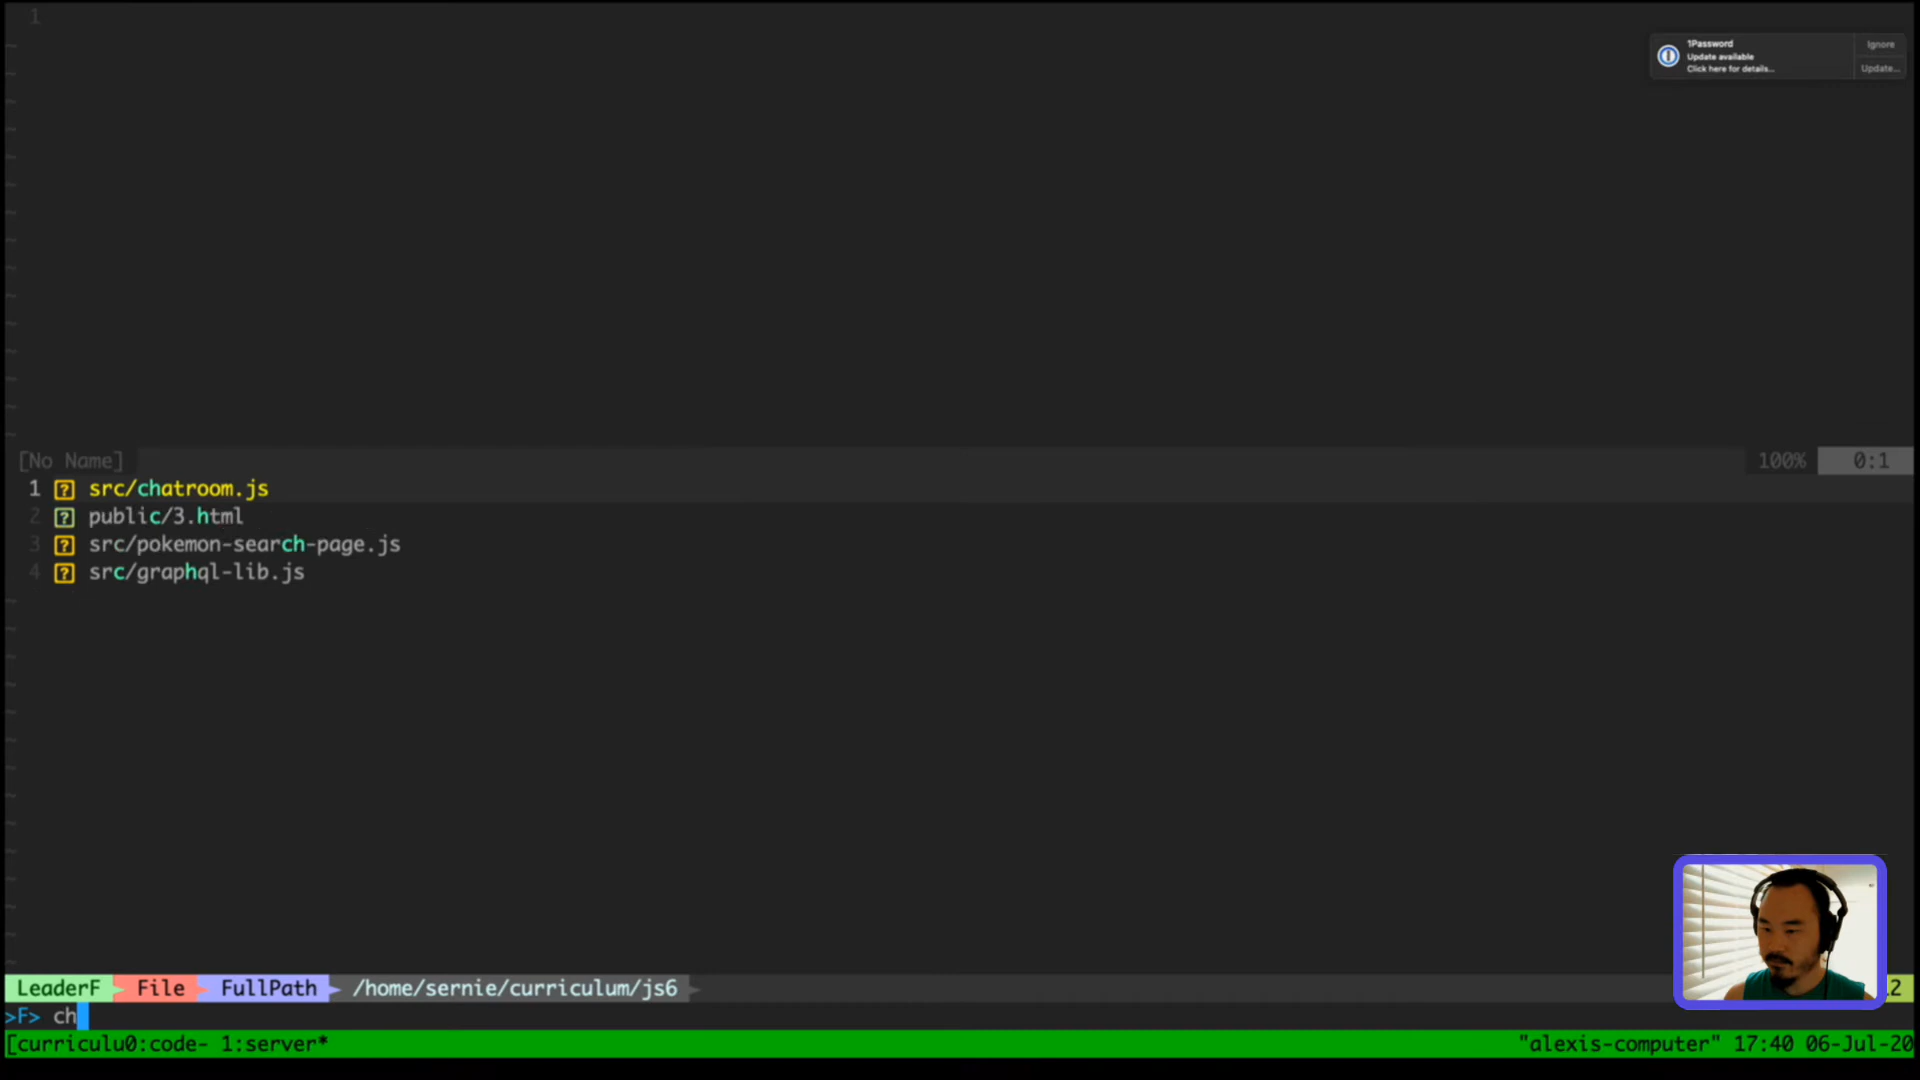 1
1Password
Update available
Click here for details...
Ignore
Update...
[No Name]
100%
0:1
1 src/chatroom.js
2 public/3.html
3 src/pokemon-search-page.js
4 src/graphql-lib.js
LeaderF File FullPath /home/sernie/curriculum/js6
>F> ch
[curriculu0:code- 1:server*
"alexis-computer" 17:40 06-Jul-20